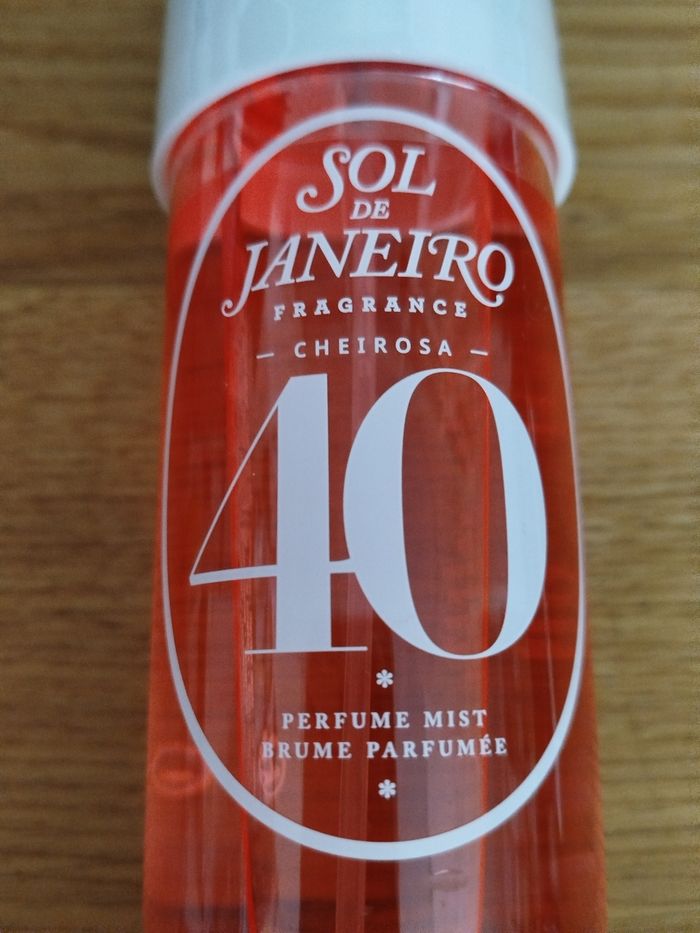 SOL
DE
JANEIRO
FRAGRANCE
– CHEIROSA –
40
*
PERFUME MIST
BRUME PARFUMÉE
*